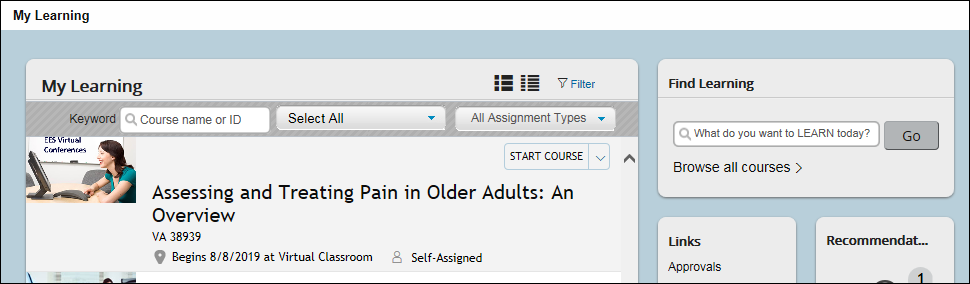 My Learning
My Learning
Filter
Keyword
Course name or ID
Select All
All Assignment Types
EES Virtual
Conferences
START COURSE
Assessing and Treating Pain in Older Adults: An
Overview
VA 38939
Begins 8/8/2019 at Virtual Classroom
Self-Assigned
Find Learning
What do you want to LEARN today?
Go
Browse all courses >
Links
Approvals
Recommendat...
1